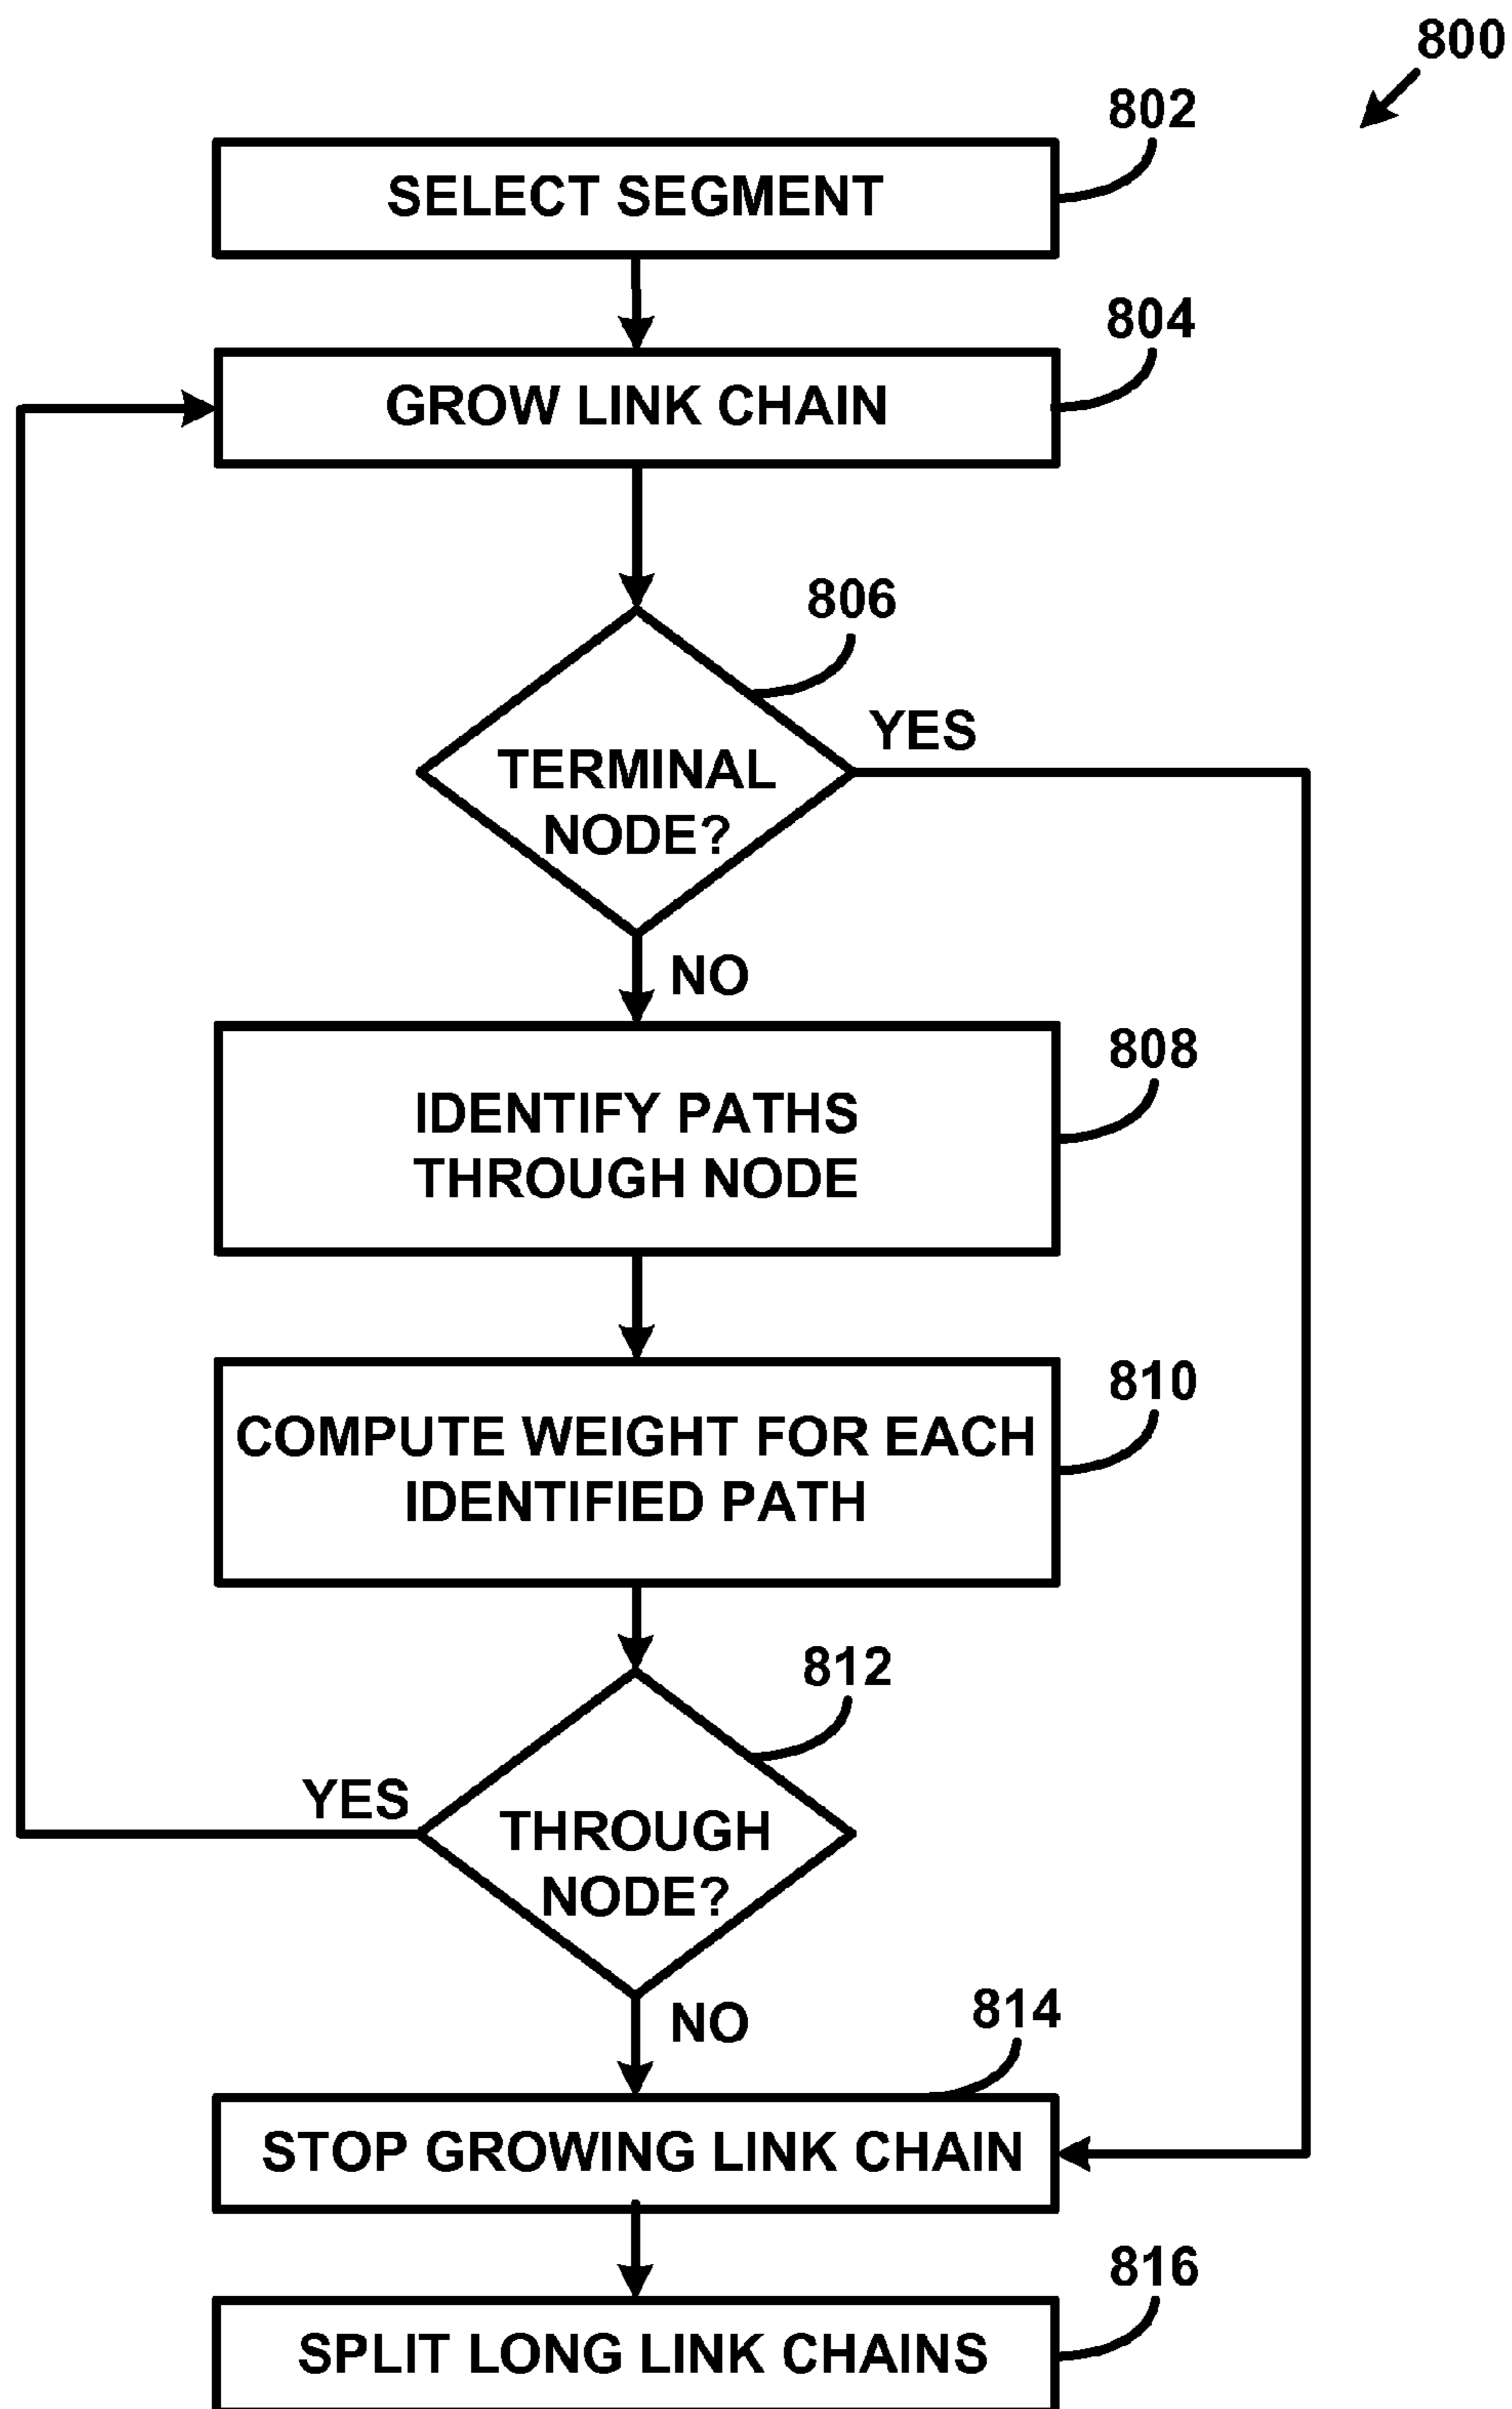 800
802
SELECT SEGMENT
804
GROW LINK CHAIN
806
YES
TERMINAL
NODE?
NO
808
IDENTIFY PATHS
THROUGH NODE
810
COMPUTE WEIGHT FOR EACH
IDENTIFIED PATH
812
YES
THROUGH
NODE?
NO
814
STOP GROWING LINK CHAIN
816
SPLIT LONG LINK CHAINS